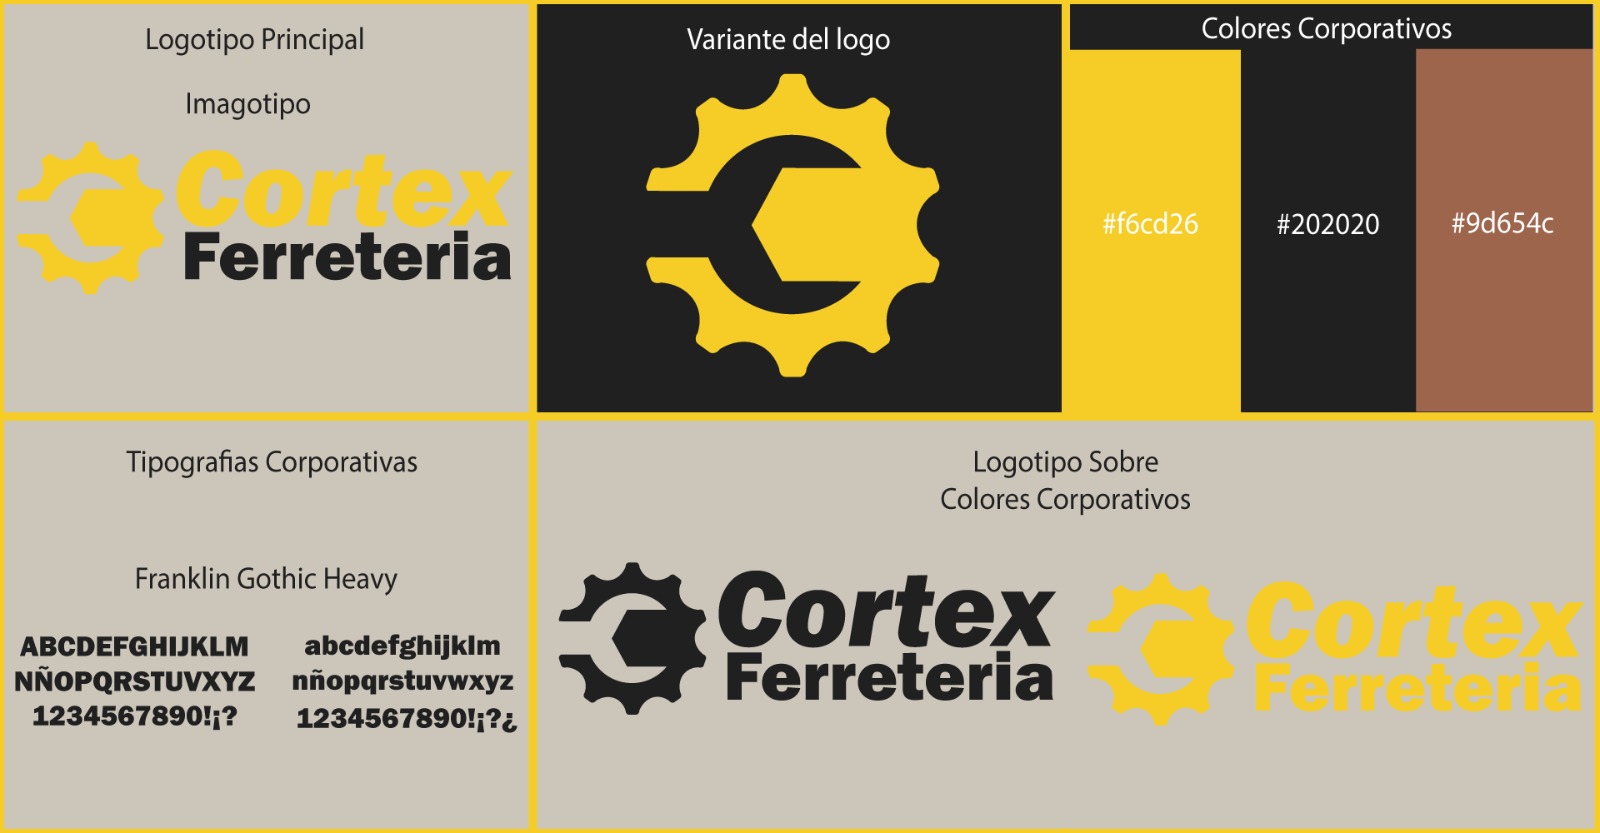 Logotipo Principal
Imagotipo
Cortex
Ferreteria
Variante del logo
Colores Corporativos
#f6cd26
#202020
#9d654c
Tipografias Corporativas
Franklin Gothic Heavy
ABCDEFGHIJKLM
NÑOPQRSTUVXYZ
1234567890!¡?
abcdefghijklm
nñopqrstuvwxyz
1234567890!¡?¿
Logotipo Sobre
Colores Corporativos
Cortex
Ferreteria
Cortex
Ferreteria